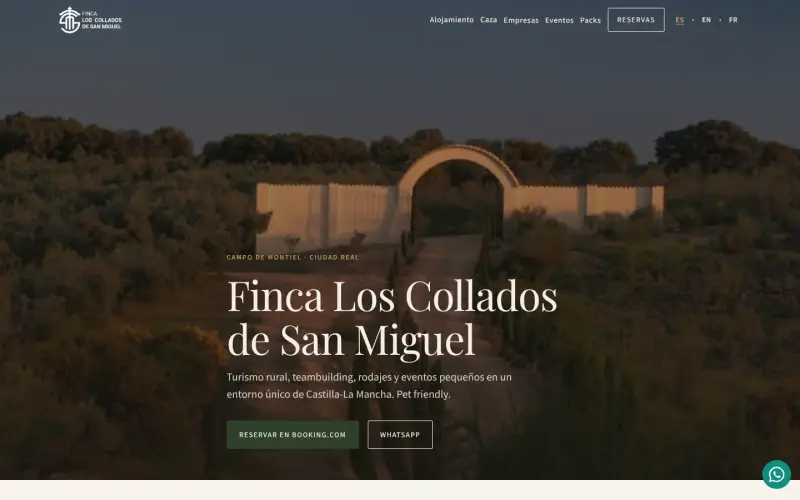 FINCA
LOS COLLADOS
DE SAN MIGUEL
Alojamiento Caza Empresas Eventos Packs RESERVAS ES • EN • FR
CAMPO DE MONTIEL · CIUDAD REAL
Finca Los Collados
de San Miguel
Turismo rural, teambuilding, rodajes y eventos pequeños en un
entorno único de Castilla-La Mancha. Pet friendly.
RESERVAR EN BOOKING.COM WHATSAPP